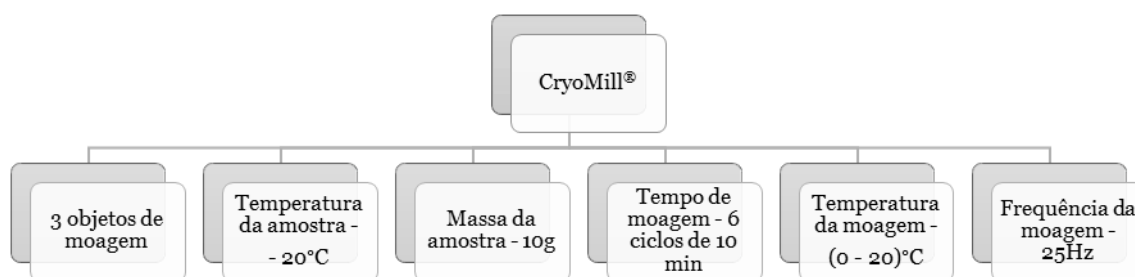 CryoMill®
3 objetos de
moagem
Temperatura
da amostra -
- 20°C
Massa da
amostra - 10g
Tempo de
moagem - 6
ciclos de 10
min
Temperatura
da moagem -
(0 - 20)°C
Frequência da
moagem -
25Hz